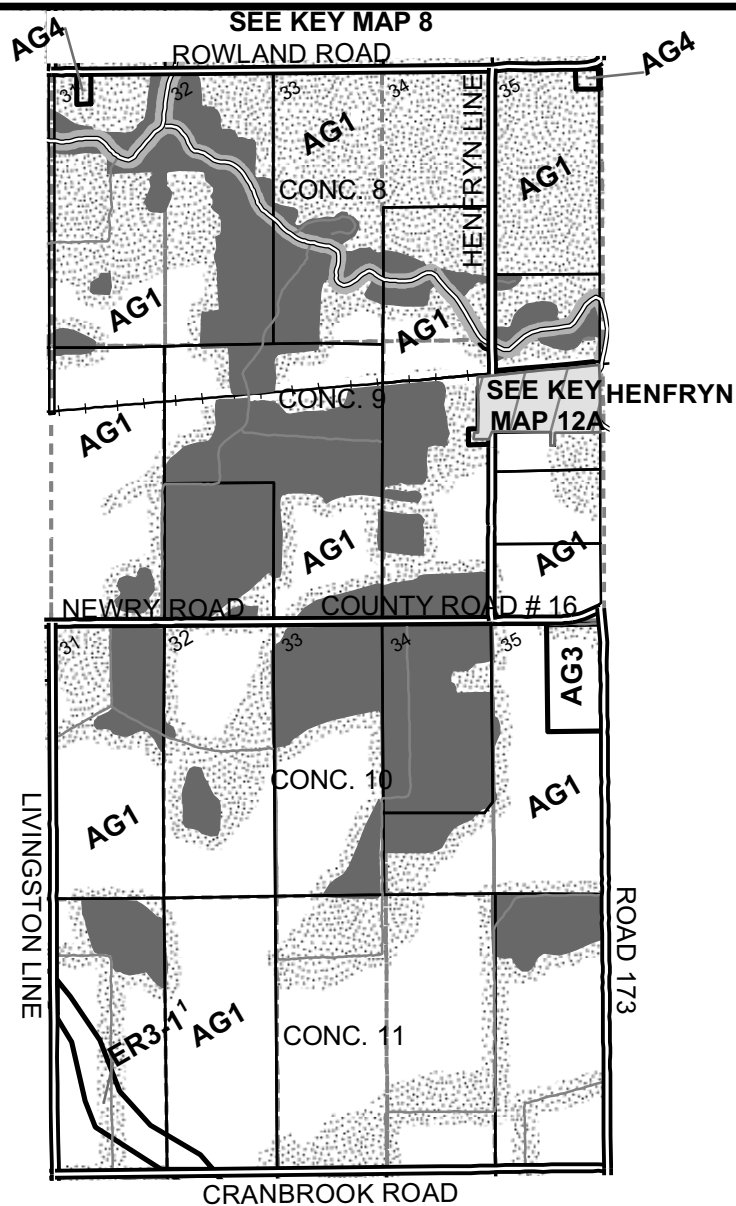 SEE KEY MAP 8
AG4
ROWLAND ROAD
AG4
31
32
33
34
35
HENFRYN LINE
AG1
AG1
CONC. 8
AG1
AG1
SEE KEY
MAP 12A
HENFRYN
CONC. 9
AG1
AG1
AG1
NEWRY ROAD
COUNTY ROAD # 16
31
32
33
34
35
AG3
CONC. 10
AG1
AG1
LIVINGSTON LINE
ROAD 173
ER3-1¹
AG1
CONC. 11
CRANBROOK ROAD